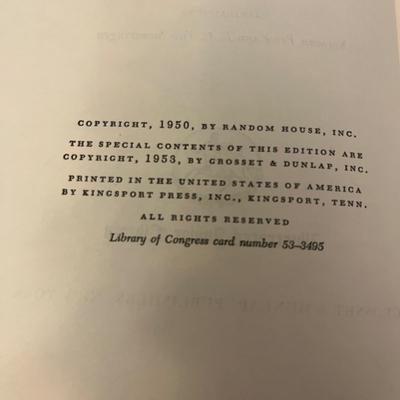 COPYRIGHT, 1950, BY RANDOM HOUSE, INC.
THE SPECIAL CONTENTS OF THIS EDITION ARE
COPYRIGHT, 1953, BY GROSSET & DUNLAP, INC.
PRINTED IN THE UNITED STATES OF AMERICA
BY KINGSPORT PRESS, INC., KINGSPORT, TENN.
ALL RIGHTS RESERVED
Library of Congress card number 53–3495